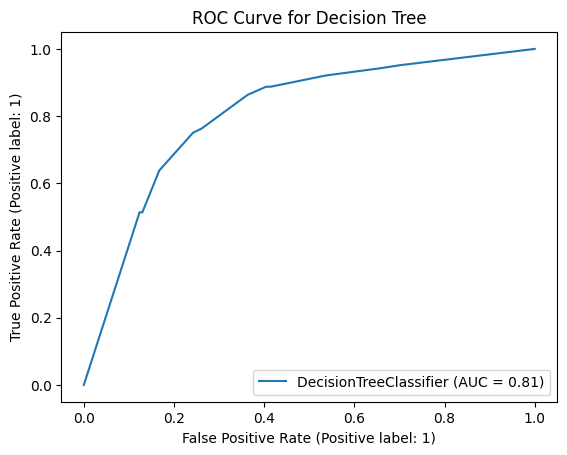 ROC Curve for Decision Tree
1.0
0.8
0.6
0.4
0.2
0.0
True Positive Rate (Positive label: 1)
DecisionTreeClassifier (AUC = 0.81)
0.0 0.2 0.4 0.6 0.8 1.0
False Positive Rate (Positive label: 1)